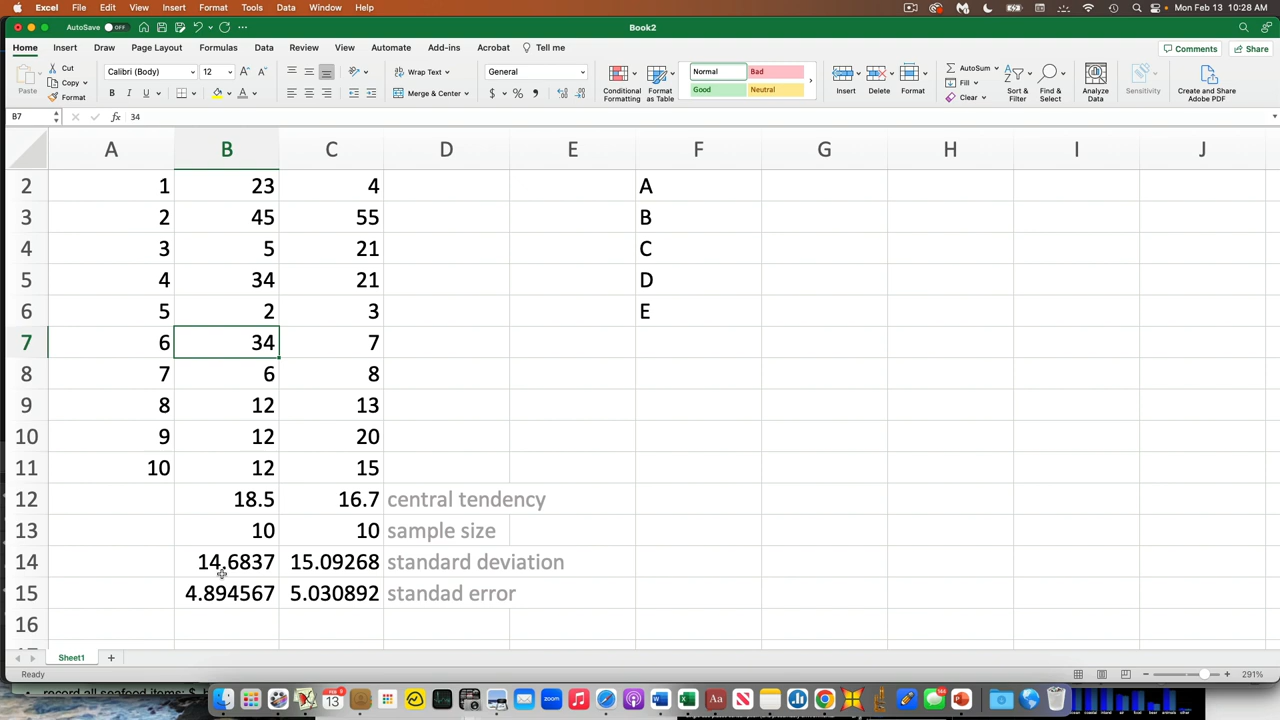 Excel File Edit View Insert Format Tools Data Window Help Mon Feb 13 10:28 AM
AutoSave OFF Book2
Home Insert Draw Page Layout Formulas Data Review View Automate Add-ins Acrobat Tell me Comments Share
Paste Cut Copy Format Calibri (Body) 12 Wrap Text General Normal Bad AutoSum
B I U A Merge & Center $ % Good Neutral Fill Clear
Conditional Formatting Format as Table Insert Delete Format Sort & Filter Find & Select Analyze Data Sensitivity Create and Share Adobe PDF
B7 fx 34
A B C D E F G H I J
2 1 23 4 A
3 2 45 55 B
4 3 5 21 C
5 4 34 21 D
6 5 2 3 E
7 6 34 7
8 7 6 8
9 8 12 13
10 9 12 20
11 10 12 15
12 18.5 16.7 central tendency
13 10 10 sample size
14 14.6837 15.09268 standard deviation
15 4.894567 5.030892 standad error
16
Sheet1
Ready 291%
record all seafood items: